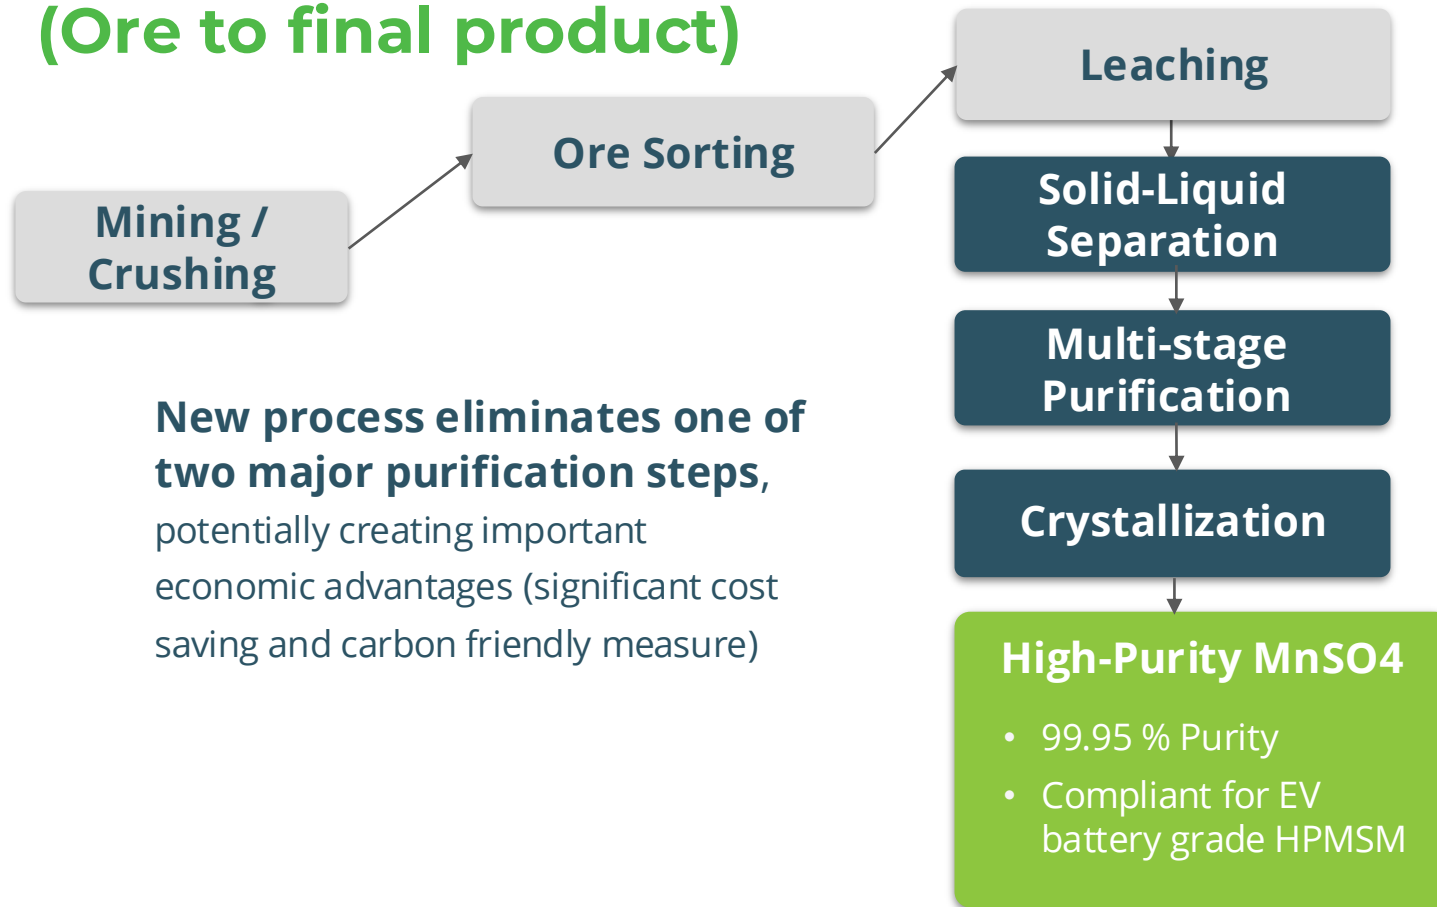 (Ore to final product)
Mining /
Crushing
Ore Sorting
Leaching
Solid-Liquid
Separation
Multi-stage
Purification
Crystallization
High-Purity MnSO4
• 99.95 % Purity
• Compliant for EV
battery grade HPMSM
New process eliminates one of
two major purification steps,
potentially creating important
economic advantages (significant cost
saving and carbon friendly measure)